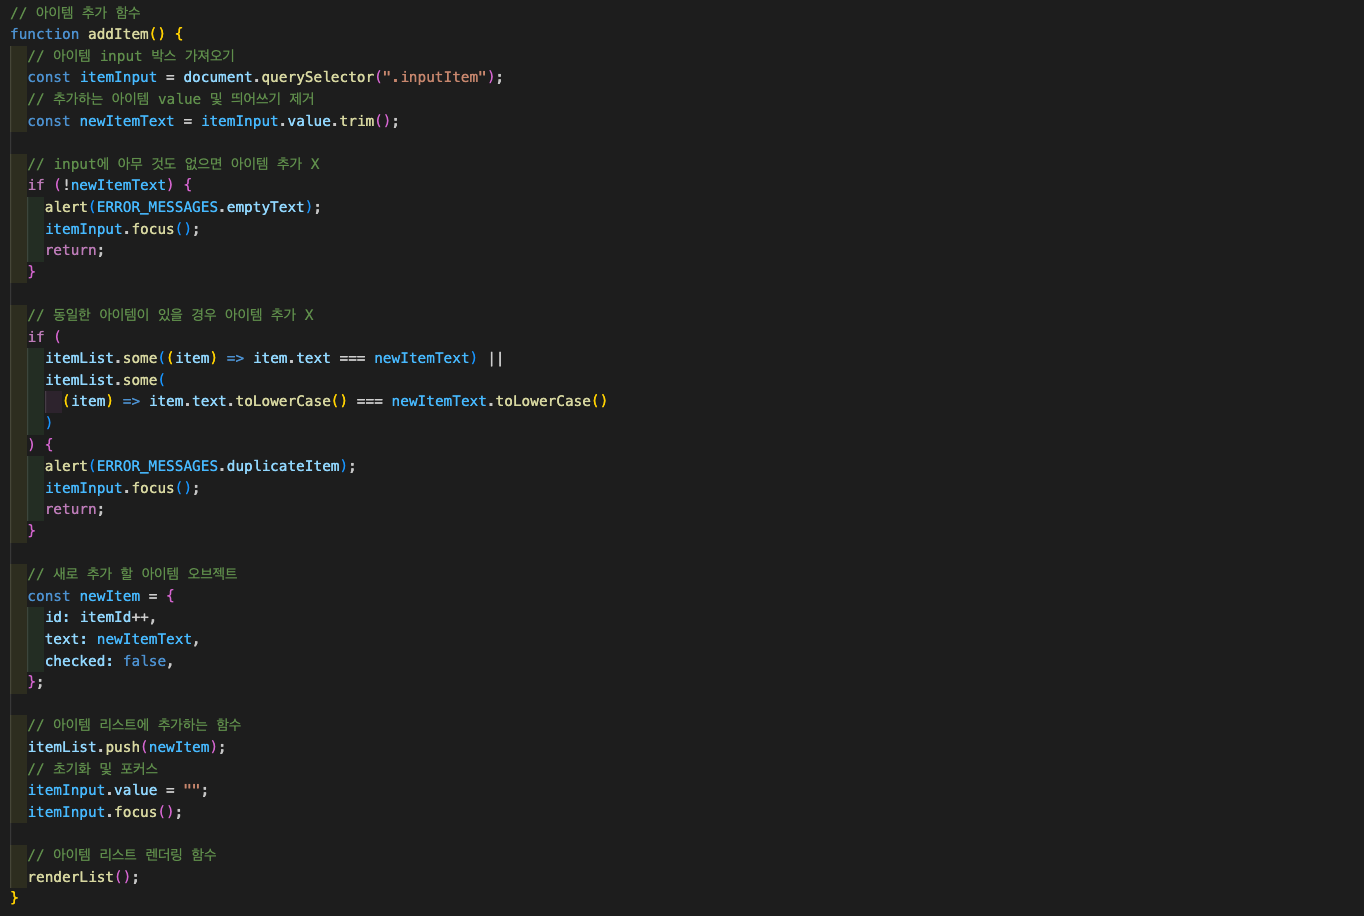 // 아이템 추가 함수
function addItem() {
// 아이템 input 박스 가져오기
const itemInput = document.querySelector(".inputItem");
// 추가하는 아이템 value 및 띄어쓰기 제거
const newItemText = itemInput.value.trim();
// input에 아무 것도 없으면 아이템 추가 X
if (!newItemText) {
alert(ERROR_MESSAGES.emptyText);
itemInput.focus();
return;
}
// 동일한 아이템이 있을 경우 아이템 추가 X
if (
itemList.some((item) => item.text === newItemText) ||
itemList.some(
(item) => item.text.toLowerCase() === newItemText.toLowerCase()
)
) {
alert(ERROR_MESSAGES.duplicateItem);
itemInput.focus();
return;
}
// 새로 추가 할 아이템 오브젝트
const newItem = {
id: itemId++,
text: newItemText,
checked: false,
};
// 아이템 리스트에 추가하는 함수
itemList.push(newItem);
// 초기화 및 포커스
itemInput.value = "";
itemInput.focus();
// 아이템 리스트 렌더링 함수
renderList();
}